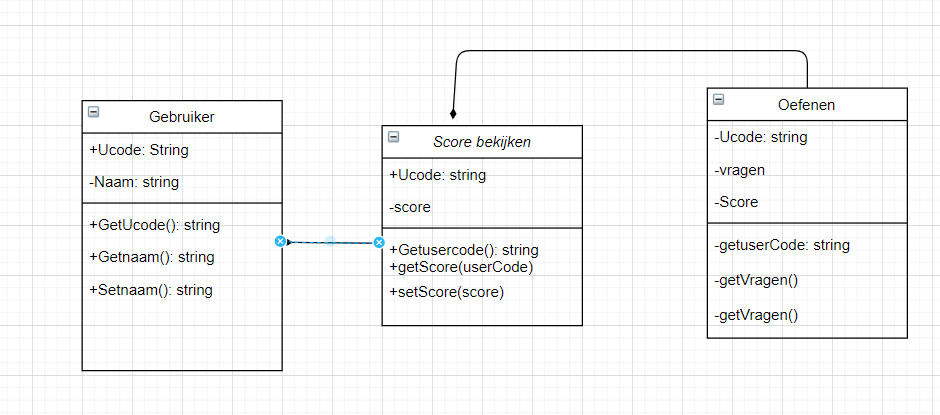 Gebruiker
+Ucode: String
-Naam: string
+GetUcode(): string
+Getnaam(): string
+Setnaam(): string
Score bekijken
+Ucode: string
-score
+Getusercode(): string
+getScore(userCode)
+setScore(score)
Oefenen
-Ucode: string
-vragen
-Score
-getuserCode: string
-getVragen()
-getVragen()